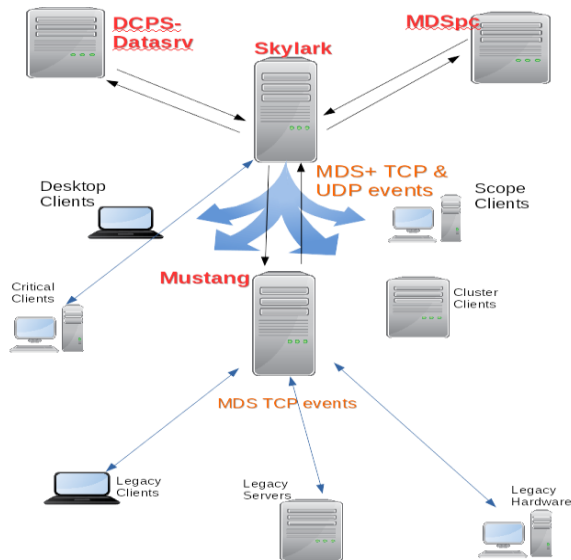 DCPS-
Datasrv
Skylark
MDSpc
MDS+ TCP &
UDP events
Desktop
Clients
Scope
Clients
Mustang
Critical
Clients
Cluster
Clients
MDS TCP events
Legacy
Clients
Legacy
Servers
Legacy
Hardware